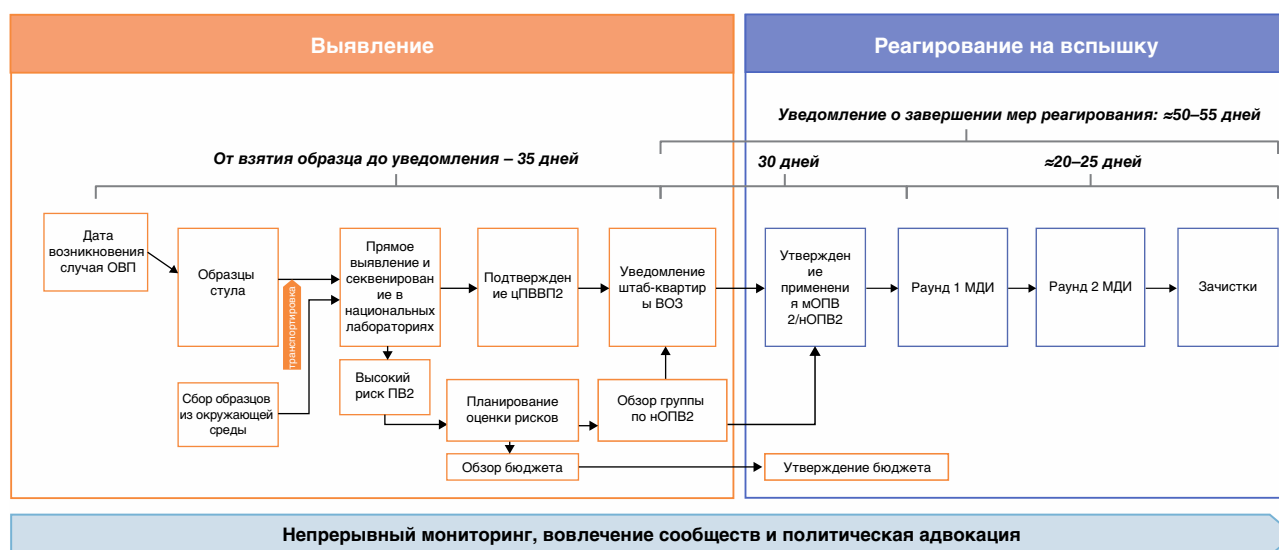 Выявление
Реагирование на вспышку
Уведомление о завершении мер реагирования: ≈50–55 дней
От взятия образца до уведомления – 35 дней
30 дней
≈20–25 дней
Дата
возникновения
случая ОВП
Образцы
стула
транспортировка
Прямое
выявление и
секвенирован
ие в
национальных
лабораториях
Подтвержден
ие цПВВП2
Уведомление
штаб-квартир
ы ВОЗ
Утвержден
ие
применени
я мОПВ
2/нОПВ2
Раунд 1 МДИ
Раунд 2 МДИ
Зачистки
Сбор образцов
из окружающей
среды
Высокий
риск ПВ2
Планирование
оценки рисков
Обзор группы
по нОПВ2
Обзор бюджета
Утверждение бюджета
Непрерывный мониторинг, вовлечение сообществ и политическая адвокация